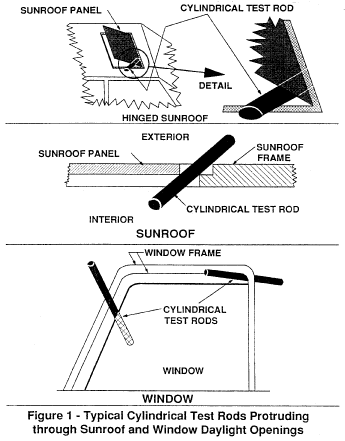 SUNROOF PANEL
CYLINDRICAL TEST ROD
DETAIL
HINGED SUNROOF
EXTERIOR
SUNROOF PANEL
SUNROOF FRAME
INTERIOR
CYLINDRICAL TEST ROD
SUNROOF
WINDOW FRAME
CYLINDRICAL
TEST RODS
WINDOW
WINDOW
Figure 1 - Typical Cylindrical Test Rods Protruding
through Sunroof and Window Daylight Openings